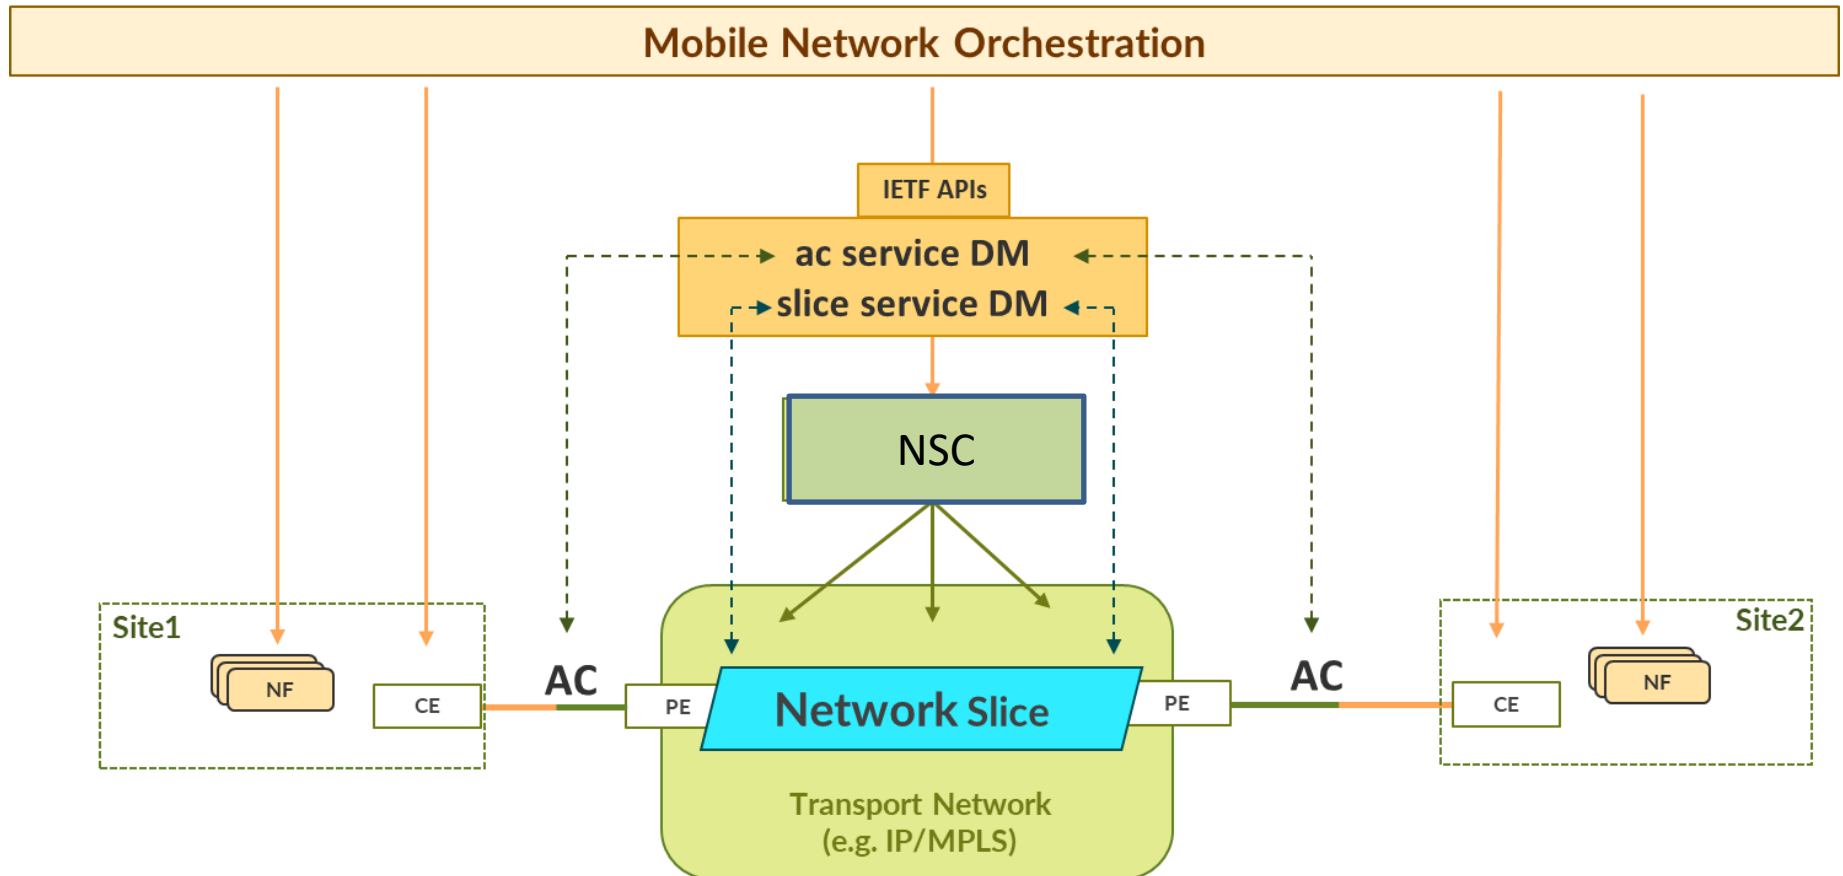 Mobile Network Orchestration
IETF APIs
ac service DM
slice service DM
NSC
Site1
Site2
NF
CE
AC
PE
Network Slice
PE
AC
CE
NF
Transport Network
(e.g. IP/MPLS)